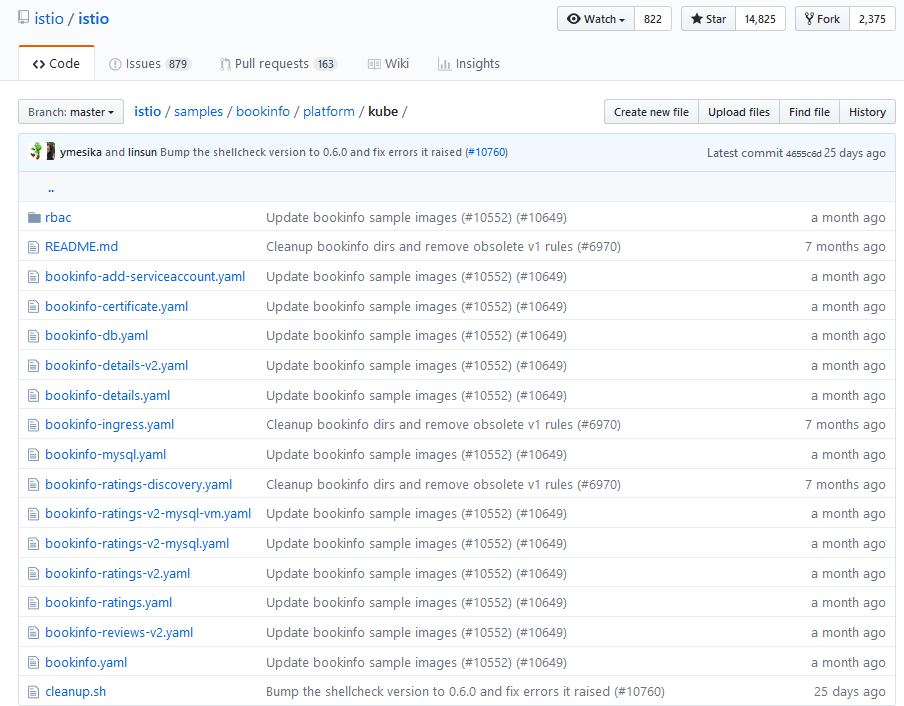 istio / istio Watch 822 Star 14,825 Fork 2,375
Code Issues 879 Pull requests 163 Wiki Insights
Branch: master istio / samples / bookinfo / platform / kube / Create new file Upload files Find file History
ymesika and linsun Bump the shellcheck version to 0.6.0 and fix errors it raised (#10760) Latest commit 4655c6d 25 days ago
..
rbac Update bookinfo sample images (#10552) (#10649) a month ago
README.md Cleanup bookinfo dirs and remove obsolete v1 rules (#6970) 7 months ago
bookinfo-add-serviceaccount.yaml Update bookinfo sample images (#10552) (#10649) a month ago
bookinfo-certificate.yaml Update bookinfo sample images (#10552) (#10649) a month ago
bookinfo-db.yaml Update bookinfo sample images (#10552) (#10649) a month ago
bookinfo-details-v2.yaml Update bookinfo sample images (#10552) (#10649) a month ago
bookinfo-details.yaml Update bookinfo sample images (#10552) (#10649) a month ago
bookinfo-ingress.yaml Cleanup bookinfo dirs and remove obsolete v1 rules (#6970) 7 months ago
bookinfo-mysql.yaml Update bookinfo sample images (#10552) (#10649) a month ago
bookinfo-ratings-discovery.yaml Cleanup bookinfo dirs and remove obsolete v1 rules (#6970) 7 months ago
bookinfo-ratings-v2-mysql-vm.yaml Update bookinfo sample images (#10552) (#10649) a month ago
bookinfo-ratings-v2-mysql.yaml Update bookinfo sample images (#10552) (#10649) a month ago
bookinfo-ratings-v2.yaml Update bookinfo sample images (#10552) (#10649) a month ago
bookinfo-ratings.yaml Update bookinfo sample images (#10552) (#10649) a month ago
bookinfo-reviews-v2.yaml Update bookinfo sample images (#10552) (#10649) a month ago
bookinfo.yaml Update bookinfo sample images (#10552) (#10649) a month ago
cleanup.sh Bump the shellcheck version to 0.6.0 and fix errors it raised (#10760) 25 days ago